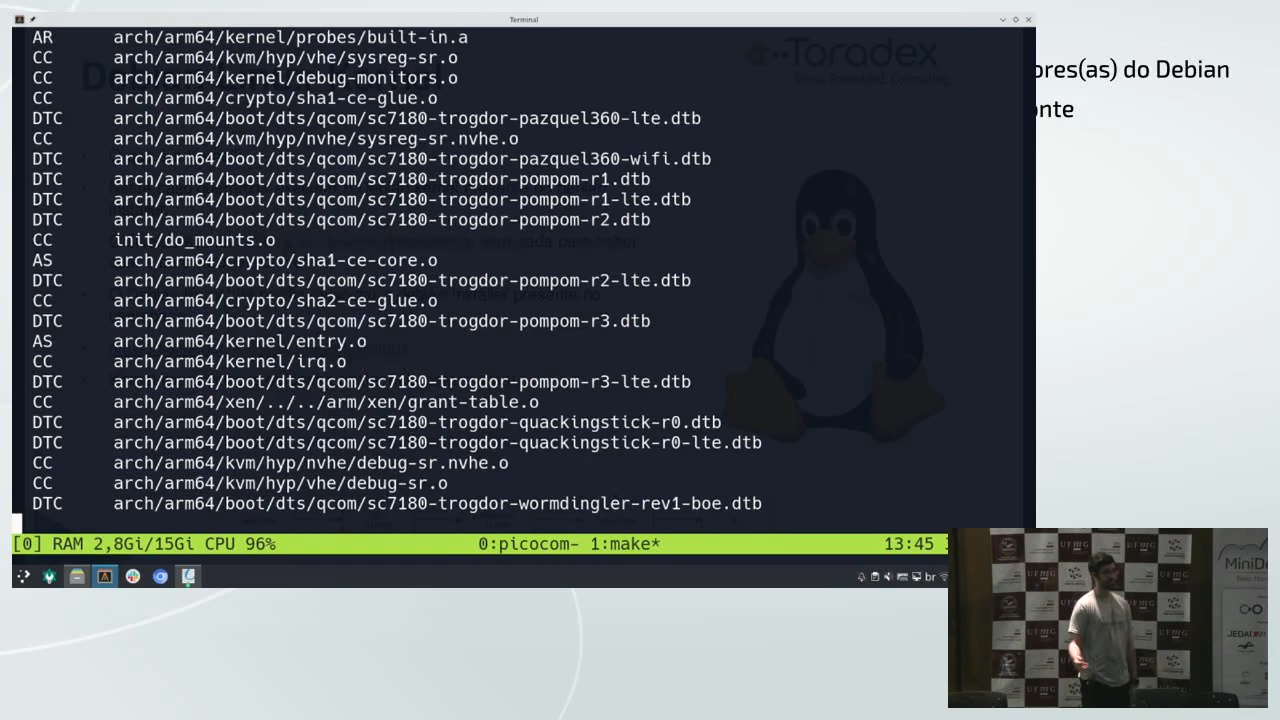 Terminal
AR arch/arm64/kernel/probes/built-in.a
CC arch/arm64/kvm/hyp/vhe/sysreg-sr.o
CC arch/arm64/kernel/debug-monitors.o
CC arch/arm64/crypto/sha1-ce-glue.o
DTC arch/arm64/boot/dts/qcom/sc7180-trogdor-pazquel360-lte.dtb
CC arch/arm64/kvm/hyp/nvhe/sysreg-sr.nvhe.o
DTC arch/arm64/boot/dts/qcom/sc7180-trogdor-pazquel360-wifi.dtb
DTC arch/arm64/boot/dts/qcom/sc7180-trogdor-pompom-r1.dtb
DTC arch/arm64/boot/dts/qcom/sc7180-trogdor-pompom-r1-lte.dtb
DTC arch/arm64/boot/dts/qcom/sc7180-trogdor-pompom-r2.dtb
CC init/do_mounts.o
AS arch/arm64/crypto/sha1-ce-core.o
DTC arch/arm64/boot/dts/qcom/sc7180-trogdor-pompom-r2-lte.dtb
CC arch/arm64/crypto/sha2-ce-glue.o
DTC arch/arm64/boot/dts/qcom/sc7180-trogdor-pompom-r3.dtb
AS arch/arm64/kernel/entry.o
CC arch/arm64/kernel/irq.o
DTC arch/arm64/boot/dts/qcom/sc7180-trogdor-pompom-r3-lte.dtb
CC arch/arm64/xen/../../arm/xen/grant-table.o
DTC arch/arm64/boot/dts/qcom/sc7180-trogdor-quackingstick-r0.dtb
DTC arch/arm64/boot/dts/qcom/sc7180-trogdor-quackingstick-r0-lte.dtb
CC arch/arm64/kvm/hyp/nvhe/debug-sr.nvhe.o
CC arch/arm64/kvm/hyp/vhe/debug-sr.o
DTC arch/arm64/boot/dts/qcom/sc7180-trogdor-wormdingler-rev1-boe.dtb
[0] RAM 2,8Gi/15Gi CPU 96% 0:picocom- 1:make* 13:45
br
Toradex
ores(as) do Debian
onte
UFMG
UFMG
UFMG
UFMG
UFMG
UFMG
MiniDe
Belo Hor
JEDAI